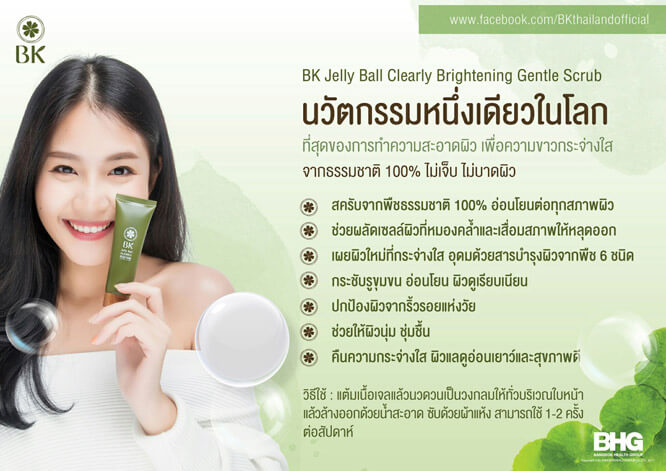 www.facebook.com/BKthailandofficial
BK
BK Jelly Ball Clearly Brightening Gentle Scrub
นวัตกรรมหนึ่งเดียวในโลก
ที่สุดของการทำความสะอาดผิว เพื่อความขาวกระจ่างใส
จากธรรมชาติ 100% ไม่เจ็บ ไม่บาดผิว
สครับจากพืชธรรมชาติ 100% อ่อนโยนต่อทุกสภาพผิว
ช่วยผลัดเซลล์ผิวที่หมองคล้ำและเสื่อมสภาพให้หลุดออก
เผยผิวใหม่ที่กระจ่างใส อุดมด้วยสารบำรุงผิวจากพืช 6 ชนิด
กระชับรูขุมขน อ่อนโยน ผิวดูเรียบเนียน
ปกป้องผิวจากริ้วรอยแห่งวัย
ช่วยให้ผิวนุ่ม ชุ่มชื้น
คืนความกระจ่างใส ผิวแลดูอ่อนเยาว์และสุขภาพดี
BK
วิธีใช้ : แต้มเนื้อเจลแล้วนวดวนเป็นวงกลมให้ทั่วบริเวณใบหน้า
แล้วล้างออกด้วยน้ำสะอาด ซับด้วยผ้าแห้ง สามารถใช้ 1-2 ครั้ง
ต่อสัปดาห์
BHG
BANGKOK HEALTH GROUP